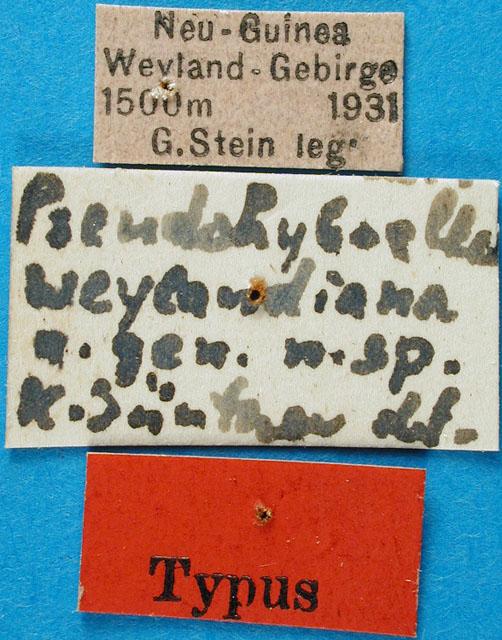 Neu-Guinea
Weyland-Gebirge
1500m 1931
G.Stein leg.
Pseudohyboella
weylandiana
n. gen. n. sp.
K. Günther det.
Typus